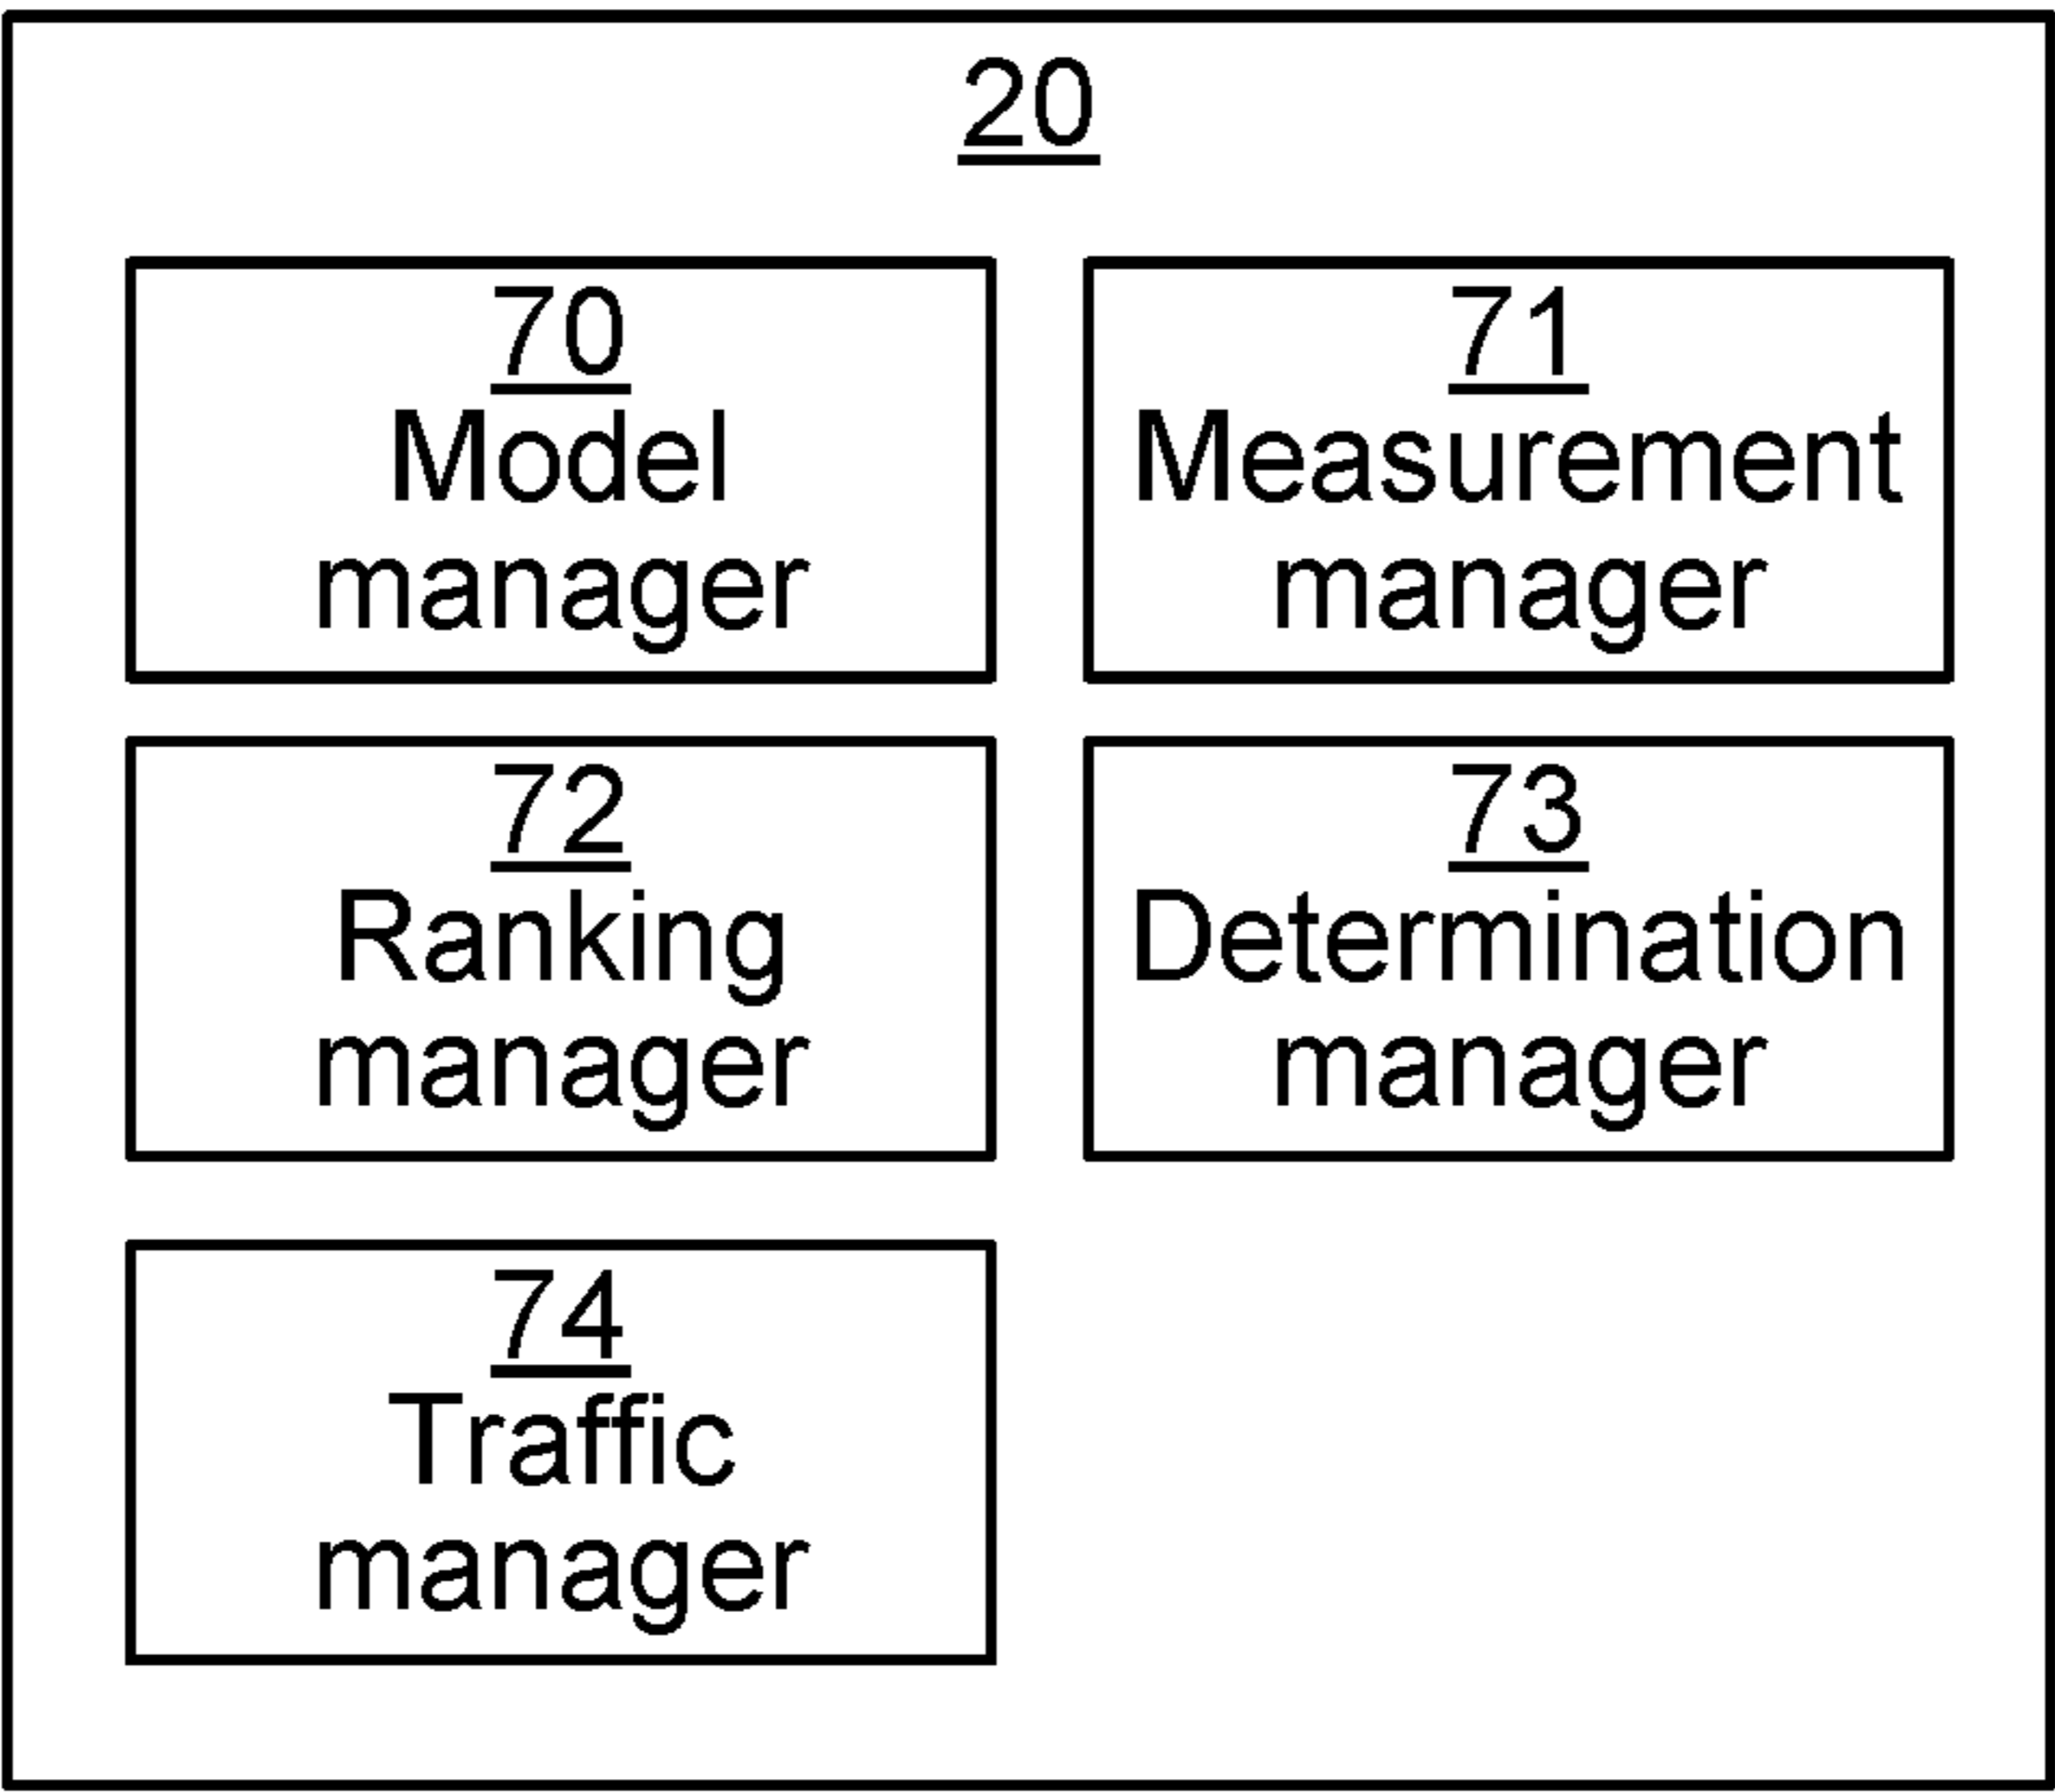 20
70
Model
manager
71
Measurement
manager
72
Ranking
manager
73
Determination
manager
74
Traffic
manager